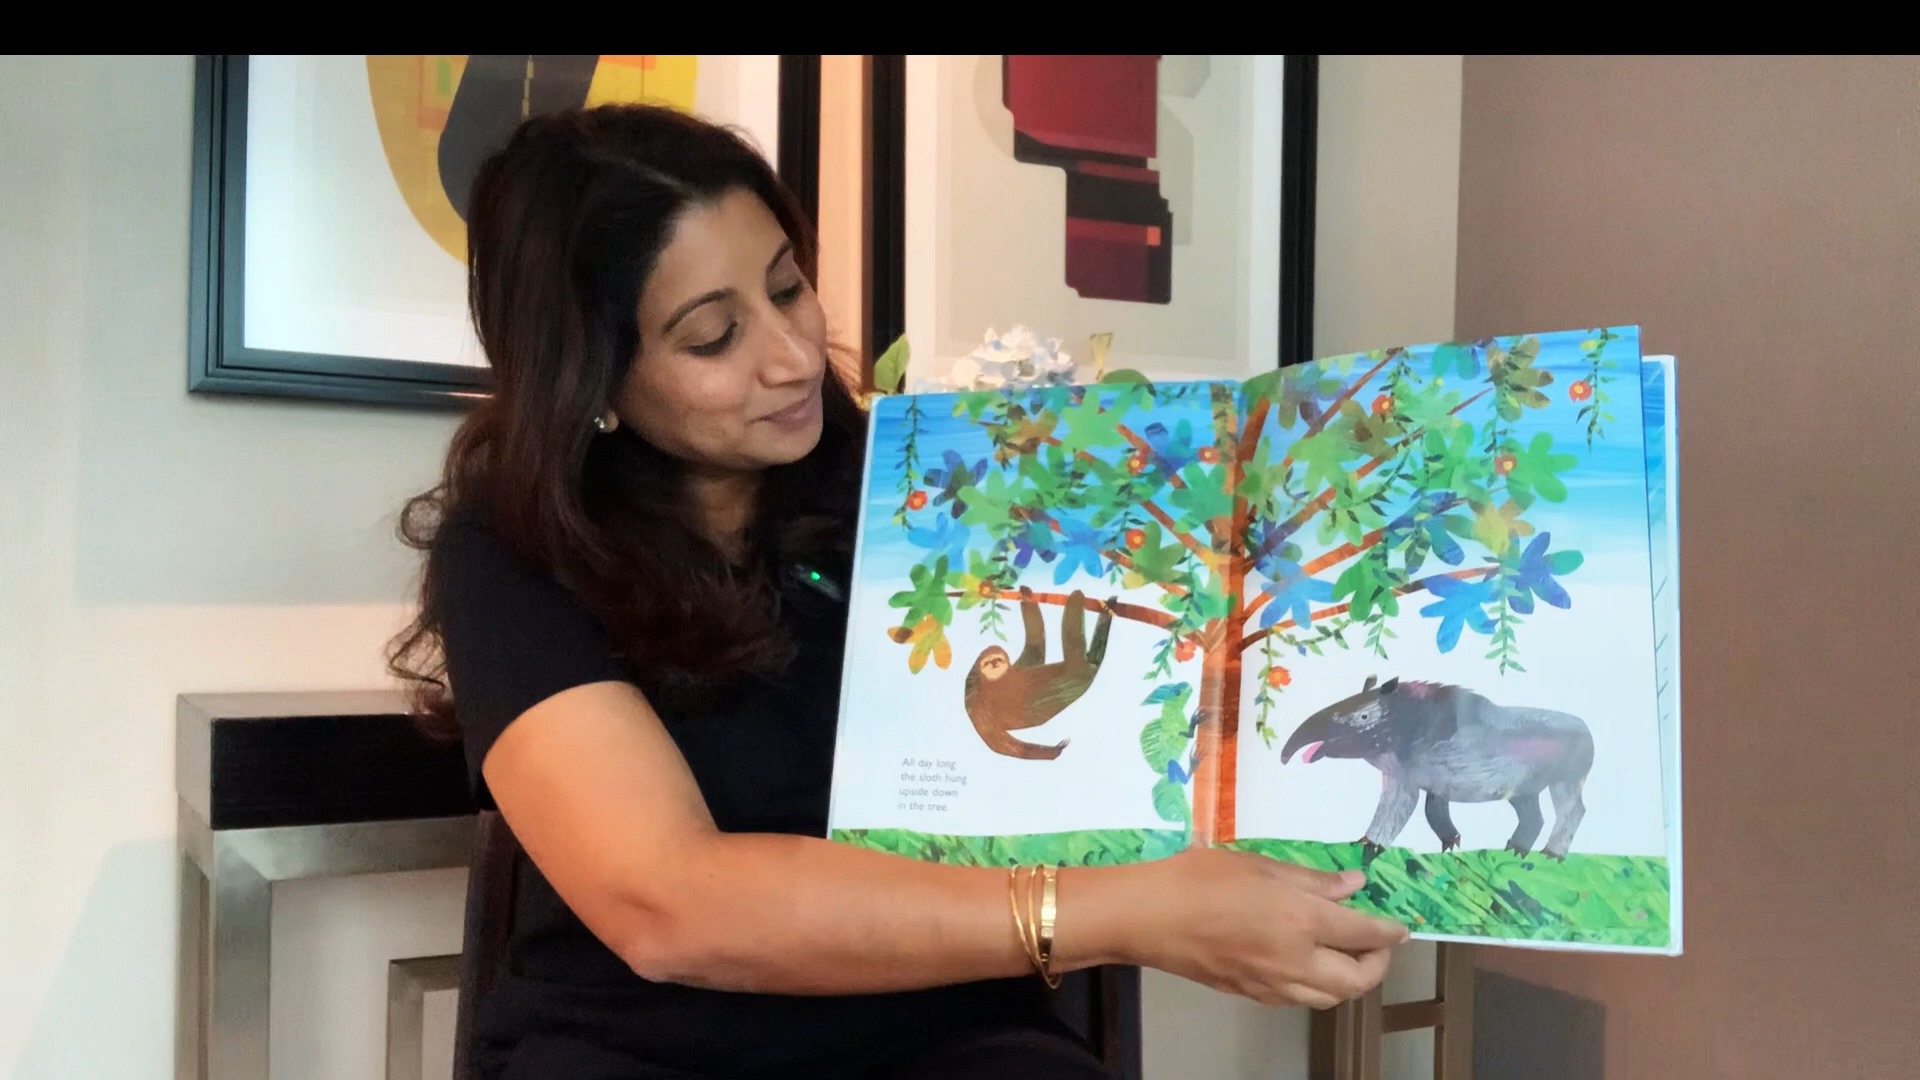 All day long
the sloth hung
upside down
in the tree.